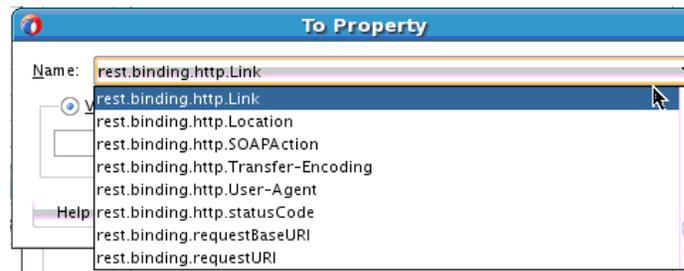 To Property
Name: rest.binding.http.Link
rest.binding.http.Link
V
rest.binding.http.Location
rest.binding.http.SOAPAction
rest.binding.http.Transfer-Encoding
rest.binding.http.User-Agent
Help
rest.binding.http.statusCode
rest.binding.requestBaseURI
rest.binding.requestURI